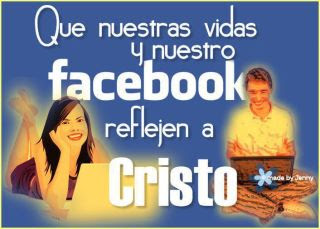 Que nuestras vidas
y nuestro
facebook
reflejen a
Cristo
made by Jenny